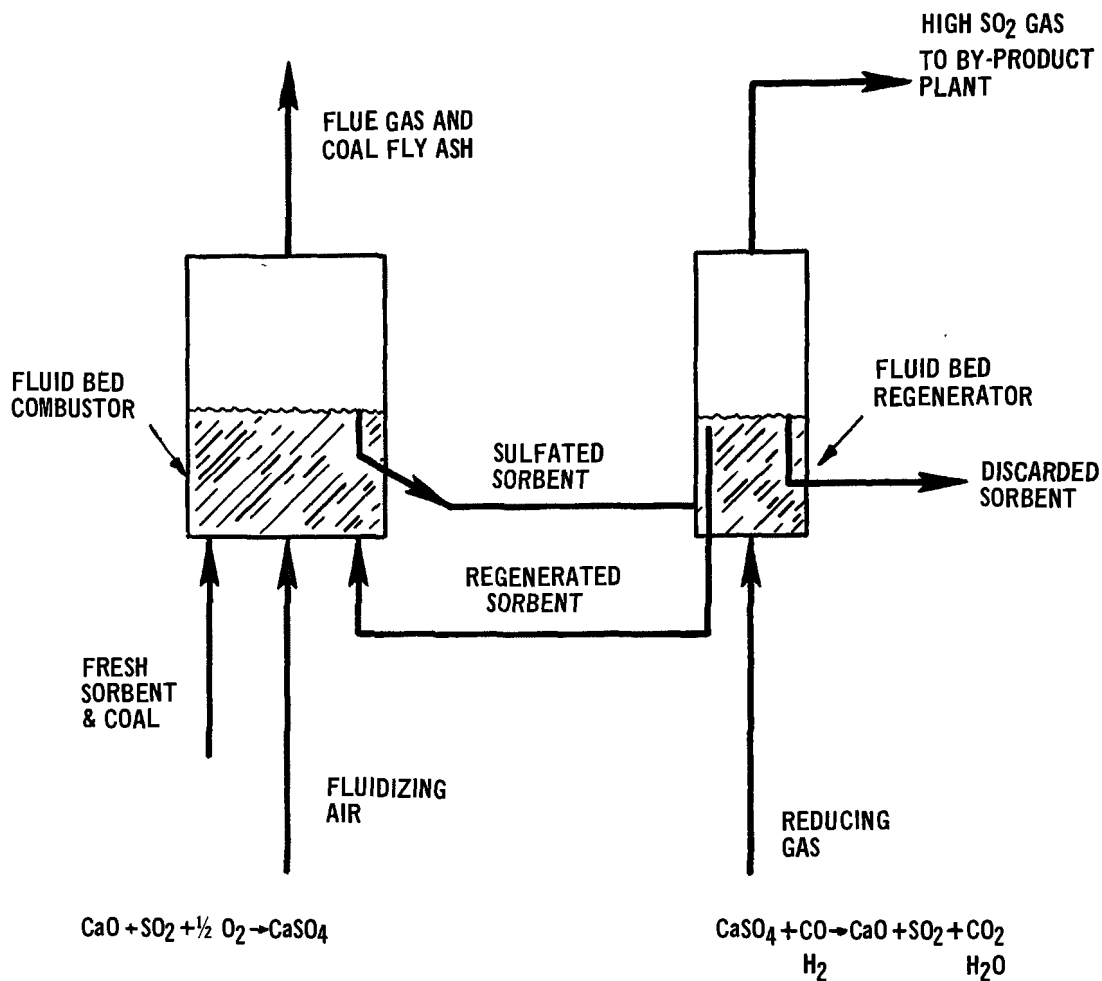 HIGH SO₂ GAS
TO BY-PRODUCT
PLANT
FLUE GAS AND
COAL FLY ASH
FLUID BED
COMBUSTOR
FLUID BED
REGENERATOR
SULFATED
SORBENT
DISCARDED
SORBENT
REGENERATED
SORBENT
FRESH
SORBENT
& COAL
FLUIDIZING
AIR
REDUCING
GAS
CaO + SO₂ + ½ O₂ → CaSO₄
CaSO₄ + CO → CaO + SO₂ + CO₂
H₂ H₂O